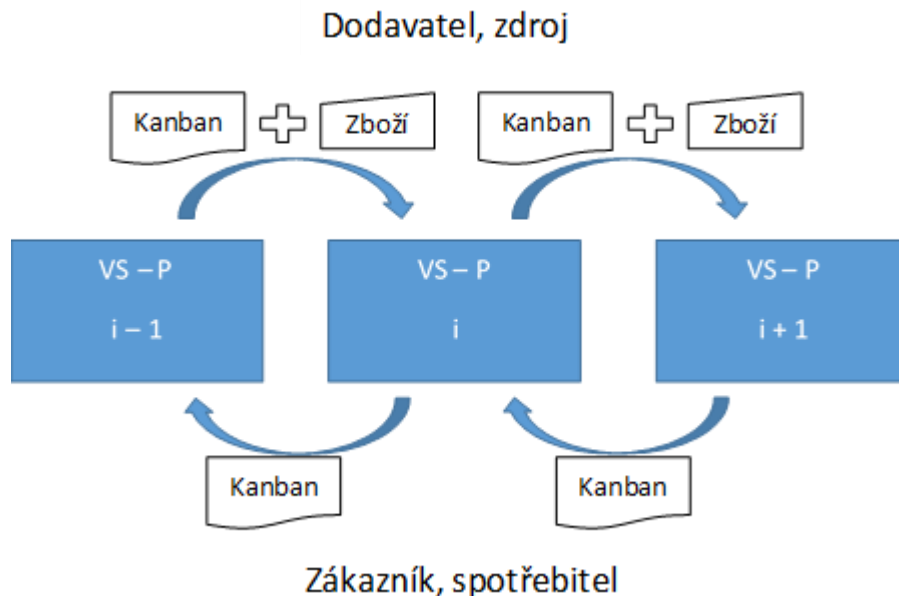 Dodavatel, zdroj
Kanban
Zboží
Kanban
Zboží
VS – P
i – 1
VS – P
i
VS – P
i + 1
Kanban
Kanban
Zákazník, spotřebitel